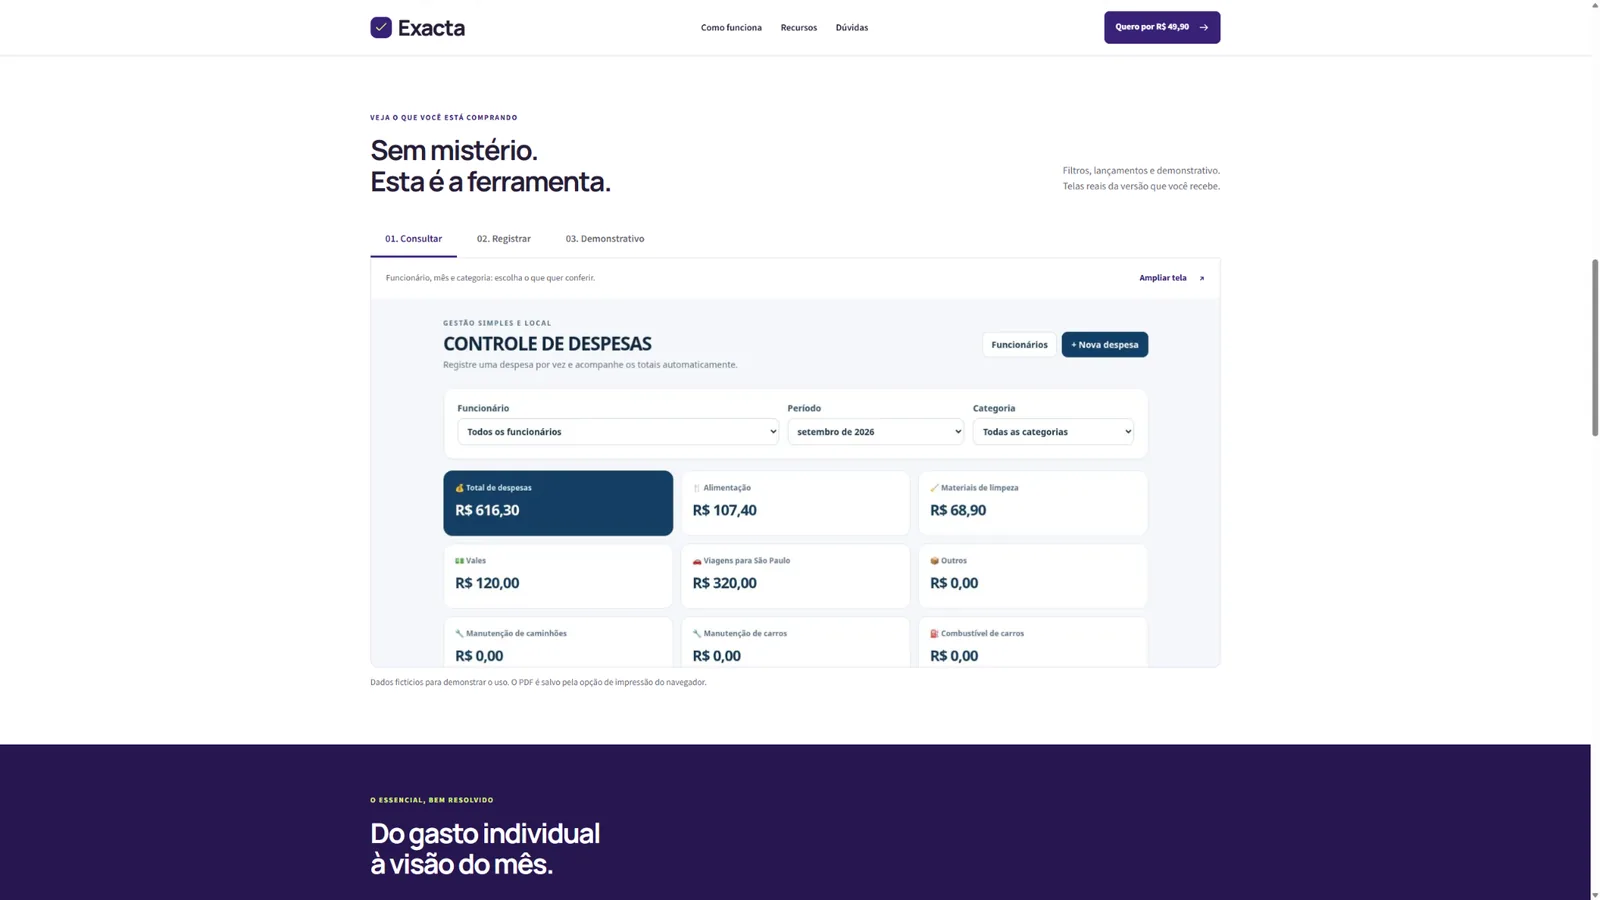 Exacta
Como funciona
Recursos
Dúvidas
Quero por R$ 49,90 →
VEJA O QUE VOCÊ ESTÁ COMPRANDO
Sem mistério.
Esta é a ferramenta.
Filtros, lançamentos e demonstrativo.
Telas reais da versão que você recebe.
01. Consultar
02. Registrar
03. Demonstrativo
Funcionário, mês e categoria: escolha o que quer conferir.
Ampliar tela
GESTÃO SIMPLES E LOCAL
CONTROLE DE DESPESAS
Registre uma despesa por vez e acompanhe os totais automaticamente.
Funcionários
+ Nova despesa
Funcionário
Todos os funcionários
Período
setembro de 2026
Categoria
Todas as categorias
Total de despesas
R$ 616,30
Alimentação
R$ 107,40
Materiais de limpeza
R$ 68,90
Vales
R$ 120,00
Viagens para São Paulo
R$ 320,00
Outros
R$ 0,00
Manutenção de caminhões
R$ 0,00
Manutenção de carros
R$ 0,00
Combustível de carros
R$ 0,00
Dados fictícios para demonstrar o uso. O PDF é salvo pela opção de impressão do navegador.
O ESSENCIAL, BEM RESOLVIDO
Do gasto individual
à visão do mês.